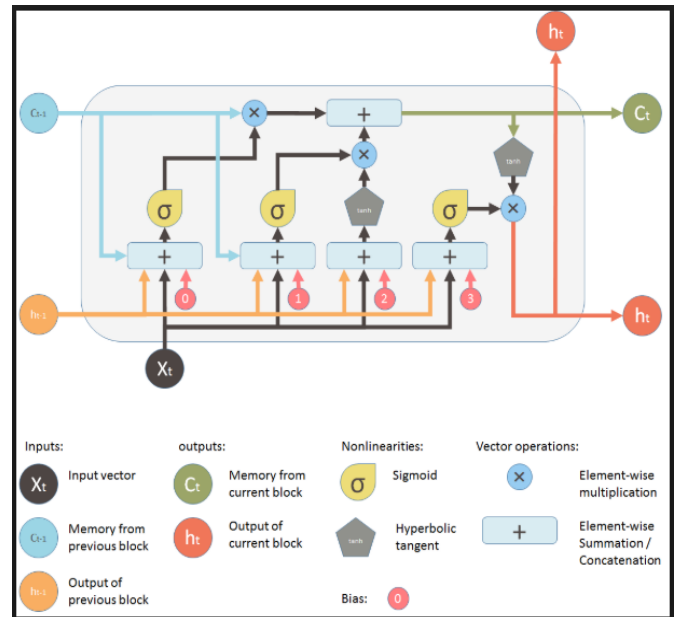 ht
Ct-1
×
+
Ct
tanh
×
σ
σ
tanh
σ
×
+
+
+
+
0
1
2
3
ht-1
ht
Xt
Inputs:
outputs:
Nonlinearities:
Vector operations:
Xt
Input vector
Ct
Memory from
current block
σ
Sigmoid
×
Element-wise
multiplication
Ct-1
Memory from
previous block
ht
Output of
current block
tanh
Hyperbolic
tangent
+
Element-wise
Summation /
Concatenation
ht-1
Output of
previous block
Bias:
0